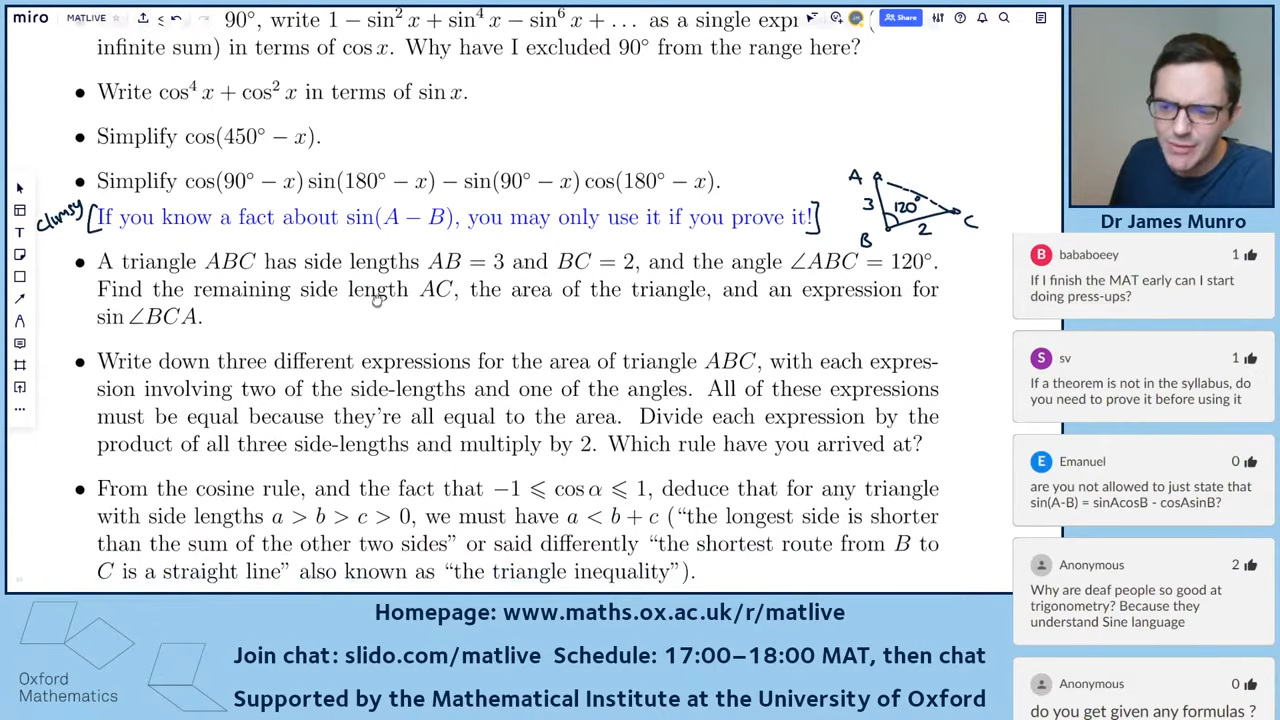 miro
MATLIVE
Share
90°, write 1 − sin² x + sin⁴ x − sin⁶ x + . . . as a single expr
infinite sum) in terms of cos x. Why have I excluded 90° from the range here?
• Write cos⁴ x + cos² x in terms of sin x.
• Simplify cos(450° − x).
• Simplify cos(90° − x) sin(180° − x) − sin(90° − x) cos(180° − x).
clumsy [If you know a fact about sin(A − B), you may only use it if you prove it!]
A
3
120°
B
2
C
• A triangle ABC has side lengths AB = 3 and BC = 2, and the angle ∠ABC = 120°.
Find the remaining side length AC, the area of the triangle, and an expression for
sin ∠BCA.
• Write down three different expressions for the area of triangle ABC, with each expres-
sion involving two of the side-lengths and one of the angles. All of these expressions
must be equal because they're all equal to the area. Divide each expression by the
product of all three side-lengths and multiply by 2. Which rule have you arrived at?
• From the cosine rule, and the fact that −1 ⩽ cos α ⩽ 1, deduce that for any triangle
with side lengths a > b > c > 0, we must have a < b + c (“the longest side is shorter
than the sum of the other two sides” or said differently “the shortest route from B to
C is a straight line” also known as “the triangle inequality”).
Dr James Munro
B bababoeey 1
If I finish the MAT early can I start
doing press-ups?
S sv 1
If a theorem is not in the syllabus, do
you need to prove it before using it
E Emanuel 0
are you not allowed to just state that
sin(A-B) = sinAcosB - cosAsinB?
Anonymous 2
Why are deaf people so good at
trigonometry? Because they
understand Sine language
Anonymous 0
do you get given any formulas ?
Homepage: www.maths.ox.ac.uk/r/matlive
Join chat: slido.com/matlive Schedule: 17:00–18:00 MAT, then chat
Supported by the Mathematical Institute at the University of Oxford
Oxford
Mathematics